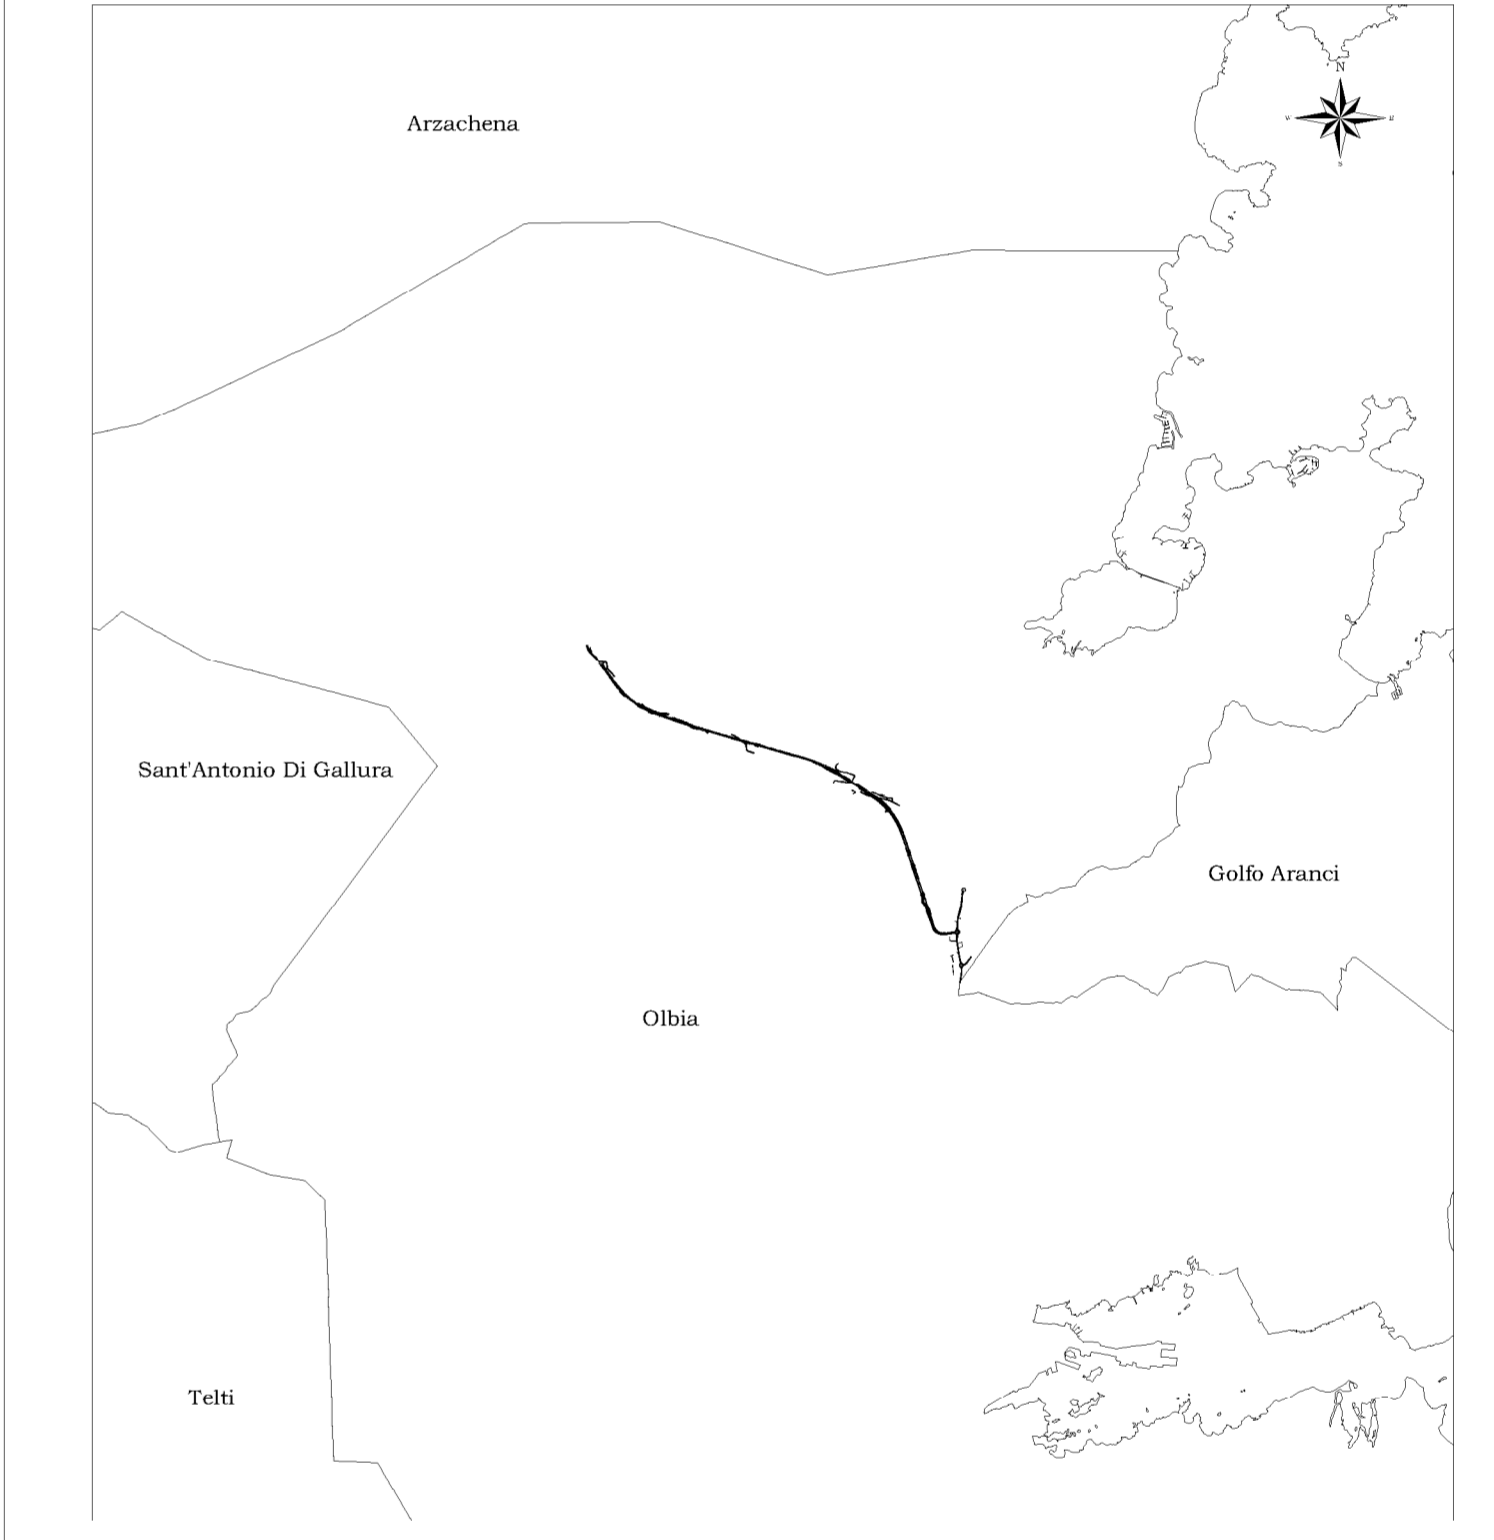 Arzachena
N
W
E
S
Sant'Antonio Di Gallura
Golfo Aranci
Olbia
Telti